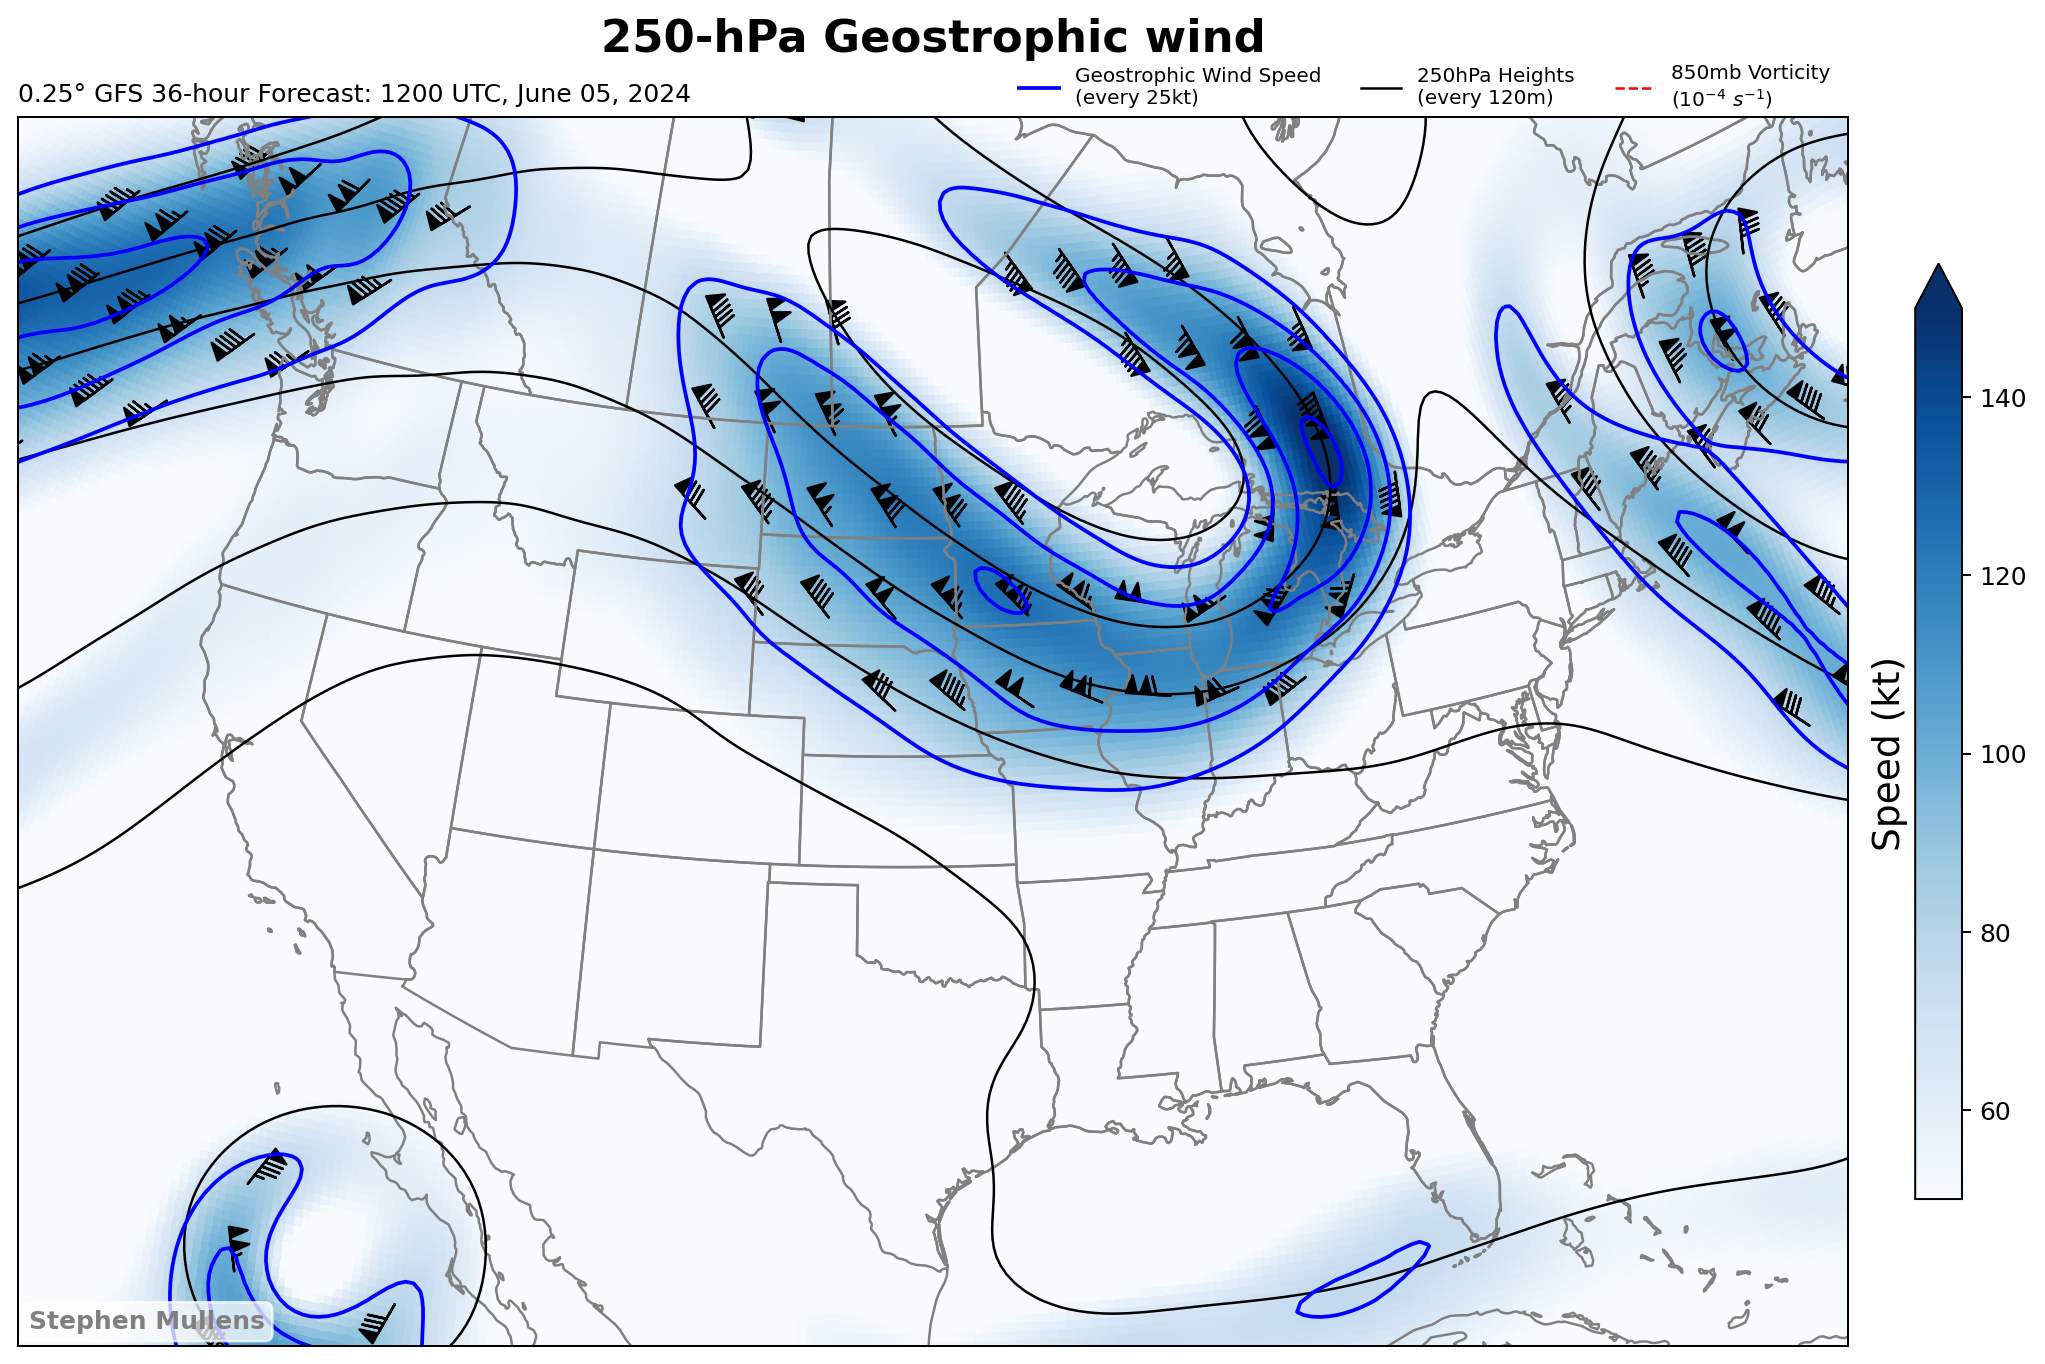 250-hPa Geostrophic wind
0.25° GFS 36-hour Forecast: 1200 UTC, June 05, 2024
Geostrophic Wind Speed
(every 25kt)
250hPa Heights
(every 120m)
850mb Vorticity
(10⁻⁴ s⁻¹)
140
120
100
80
60
Speed (kt)
Stephen Mullens